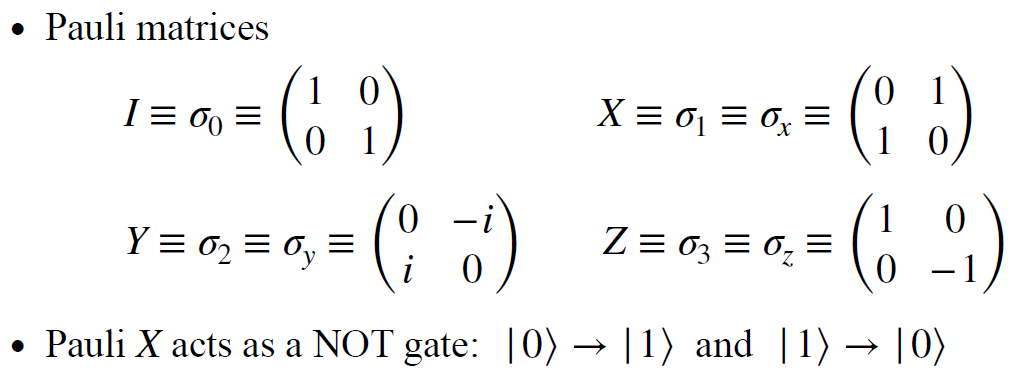 • Pauli matrices
I ≡ σ₀ ≡ (1 0; 0 1) X ≡ σ₁ ≡ σₓ ≡ (0 1; 1 0)
Y ≡ σ₂ ≡ σ_y ≡ (0 −i; i 0) Z ≡ σ₃ ≡ σ_z ≡ (1 0; 0 −1)
• Pauli X acts as a NOT gate: |0⟩ → |1⟩ and |1⟩ → |0⟩